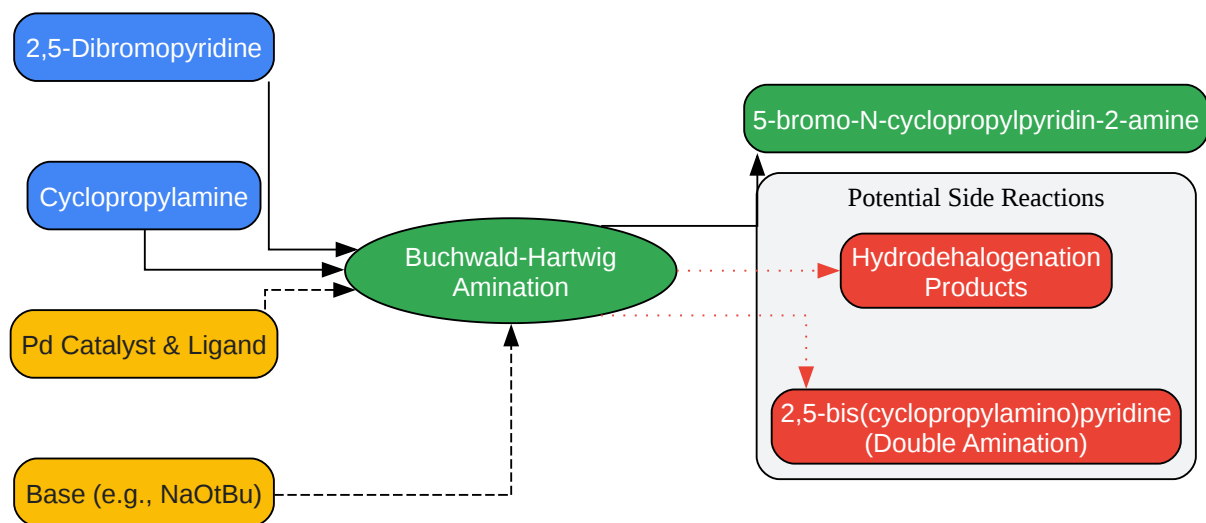 2,5-Dibromopyridine
Cyclopropylamine
Pd Catalyst & Ligand
Base (e.g., NaOtBu)
Buchwald-Hartwig
Amination
5-bromo-N-cyclopropylpyridin-2-amine
Potential Side Reactions
Hydrodehalogenation
Products
2,5-bis(cyclopropylamino)pyridine
(Double Amination)